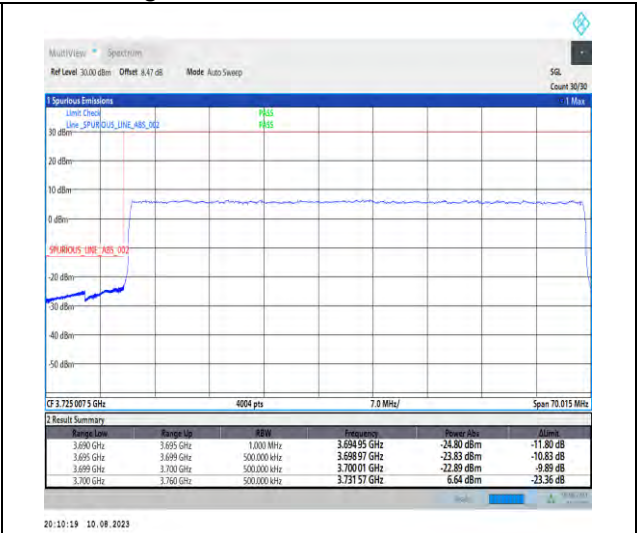 MultiView Spectrum
Ref Level 30.00 dBm Offset 8.47 dB Mode Auto Sweep SGL
Count 30/30
1 Spurious Emissions 1 Max
Limit Check PASS
Line _SPURIOUS_LINE_ABS_002 PASS
30 dBm
20 dBm
10 dBm
0 dBm
SPURIOUS_LINE_ABS_002
-20 dBm
-30 dBm
-40 dBm
-50 dBm
CF 3.725 007 5 GHz 4004 pts 7.0 MHz/ Span 70.015 MHz
2 Result Summary
Range Low Range Up RBW Frequency Power Abs ΔLimit
3.690 GHz 3.695 GHz 1.000 MHz 3.694 95 GHz -24.80 dBm -11.80 dB
3.695 GHz 3.699 GHz 500.000 kHz 3.698 97 GHz -23.83 dBm -10.83 dB
3.699 GHz 3.700 GHz 500.000 kHz 3.700 01 GHz -22.89 dBm -9.89 dB
3.700 GHz 3.760 GHz 500.000 kHz 3.731 57 GHz 6.64 dBm -23.36 dB
20:10:19 10.08.2023